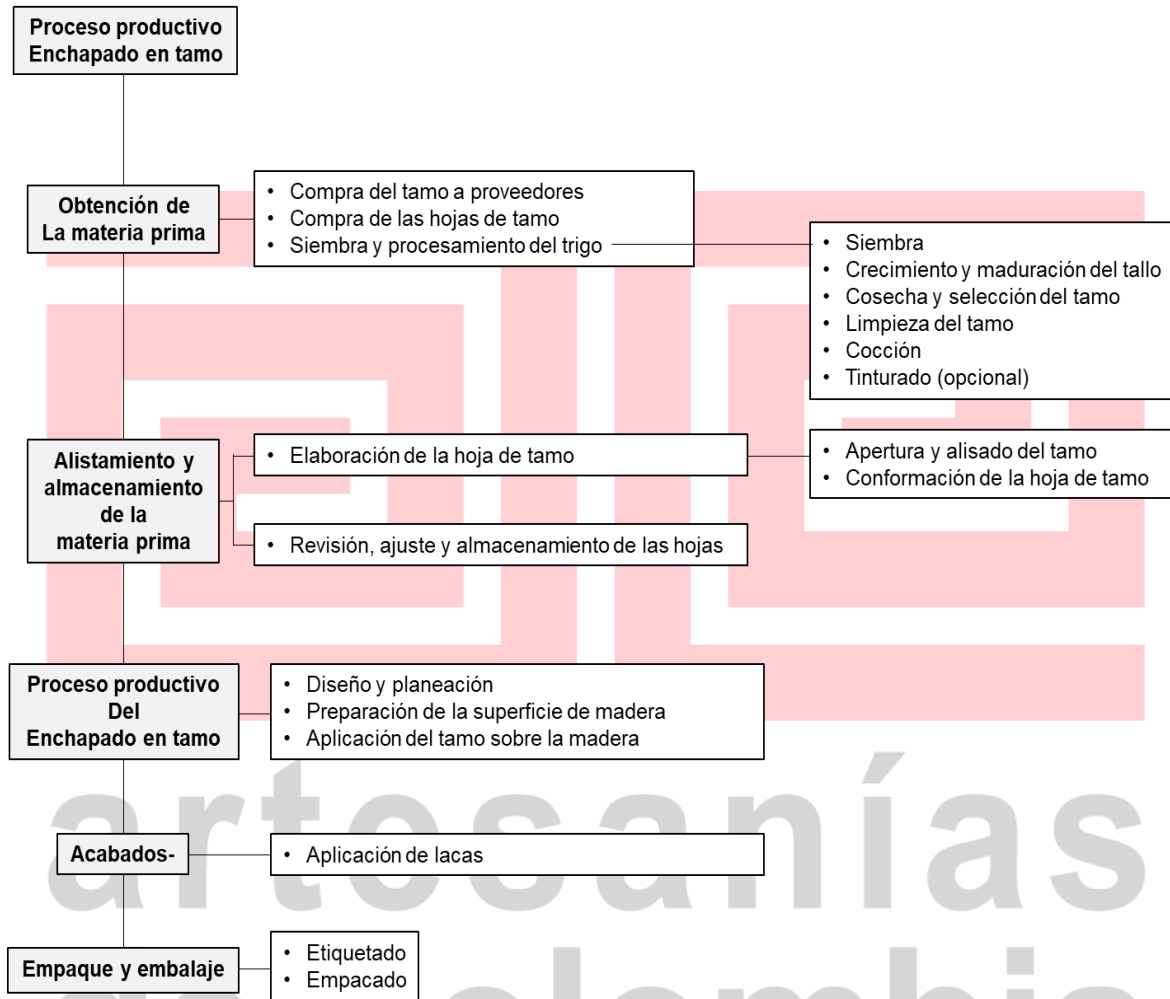 Proceso productivo
Enchapado en tamo
Obtención de
La materia prima
• Compra del tamo a proveedores
• Compra de las hojas de tamo
• Siembra y procesamiento del trigo
• Siembra
• Crecimiento y maduración del tallo
• Cosecha y selección del tamo
• Limpieza del tamo
• Cocción
• Tinturado (opcional)
Alistamiento y
almacenamiento
de la
materia prima
• Elaboración de la hoja de tamo
• Apertura y alisado del tamo
• Conformación de la hoja de tamo
• Revisión, ajuste y almacenamiento de las hojas
Proceso productivo
Del
Enchapado en tamo
• Diseño y planeación
• Preparación de la superficie de madera
• Aplicación del tamo sobre la madera
artesanías
Acabados-
• Aplicación de lacas
Empaque y embalaje
• Etiquetado
• Empacado